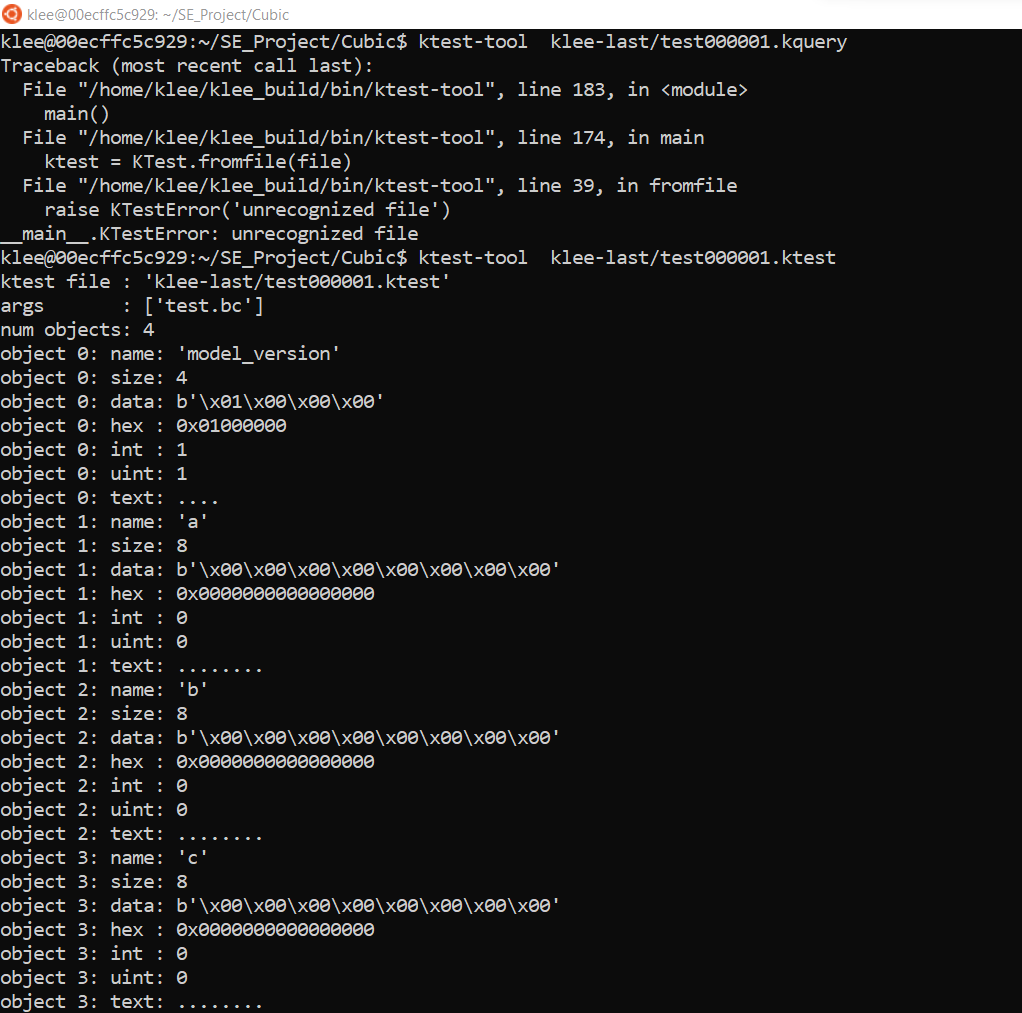 klee@00ecffc5c929: ~/SE_Project/Cubic
klee@00ecffc5c929:~/SE_Project/Cubic$ ktest-tool  klee-last/test000001.kquery
Traceback (most recent call last):
  File "/home/klee/klee_build/bin/ktest-tool", line 183, in <module>
    main()
  File "/home/klee/klee_build/bin/ktest-tool", line 174, in main
    ktest = KTest.fromfile(file)
  File "/home/klee/klee_build/bin/ktest-tool", line 39, in fromfile
    raise KTestError('unrecognized file')
__main__.KTestError: unrecognized file
klee@00ecffc5c929:~/SE_Project/Cubic$ ktest-tool  klee-last/test000001.ktest
ktest file : 'klee-last/test000001.ktest'
args       : ['test.bc']
num objects: 4
object 0: name: 'model_version'
object 0: size: 4
object 0: data: b'\x01\x00\x00\x00'
object 0: hex : 0x01000000
object 0: int : 1
object 0: uint: 1
object 0: text: ....
object 1: name: 'a'
object 1: size: 8
object 1: data: b'\x00\x00\x00\x00\x00\x00\x00\x00'
object 1: hex : 0x0000000000000000
object 1: int : 0
object 1: uint: 0
object 1: text: ........
object 2: name: 'b'
object 2: size: 8
object 2: data: b'\x00\x00\x00\x00\x00\x00\x00\x00'
object 2: hex : 0x0000000000000000
object 2: int : 0
object 2: uint: 0
object 2: text: ........
object 3: name: 'c'
object 3: size: 8
object 3: data: b'\x00\x00\x00\x00\x00\x00\x00\x00'
object 3: hex : 0x0000000000000000
object 3: int : 0
object 3: uint: 0
object 3: text: ........